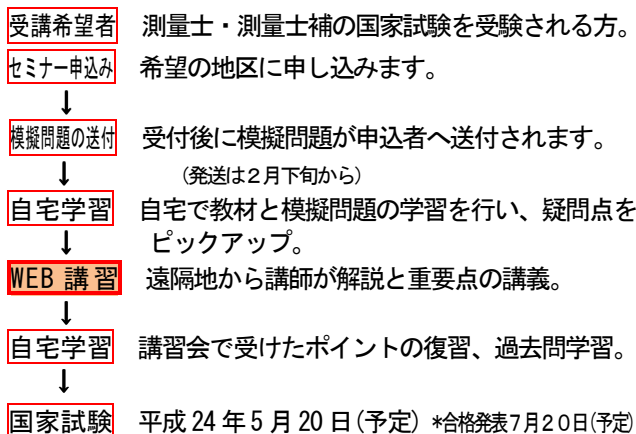 受講希望者 測量士・測量士補の国家試験を受験される方。
セミナー申込み 希望の地区に申し込みます。
↓
模擬問題の送付 受付後に模擬問題が申込者へ送付されます。
↓ (発送は2月下旬から)
自宅学習 自宅で教材と模擬問題の学習を行い、疑問点を
↓ ピックアップ。
WEB 講習 遠隔地から講師が解説と重要点の講義。
↓
自宅学習 講習会で受けたポイントの復習、過去問学習。
↓
国家試験 平成 24 年 5 月 20 日(予定) *合格発表7月20日(予定)